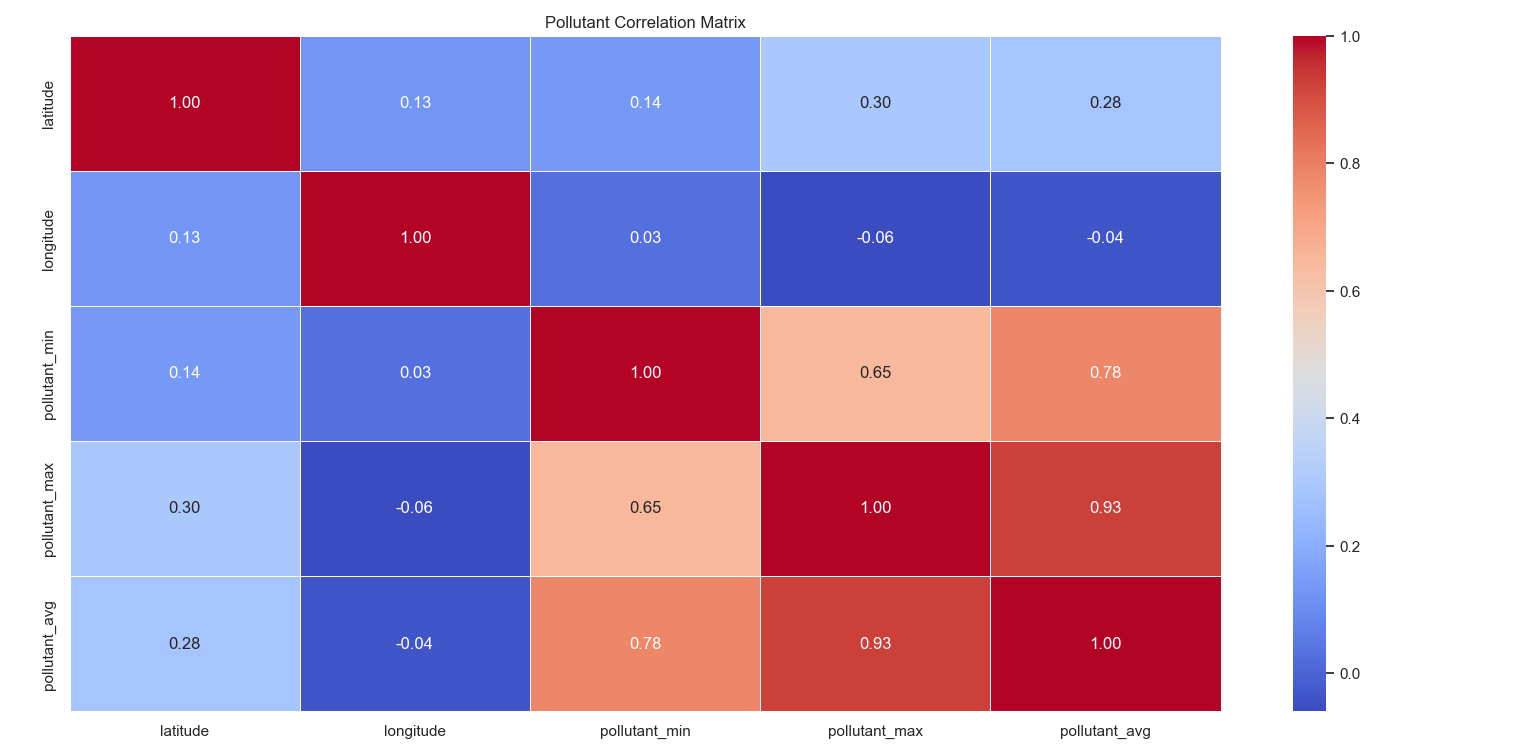 Pollutant Correlation Matrix
latitude
1.00
0.13
0.14
0.30
0.28
longitude
0.13
1.00
0.03
-0.06
-0.04
pollutant_min
0.14
0.03
1.00
0.65
0.78
pollutant_max
0.30
-0.06
0.65
1.00
0.93
pollutant_avg
0.28
-0.04
0.78
0.93
1.00
latitude
longitude
pollutant_min
pollutant_max
pollutant_avg
1.0
0.8
0.6
0.4
0.2
0.0